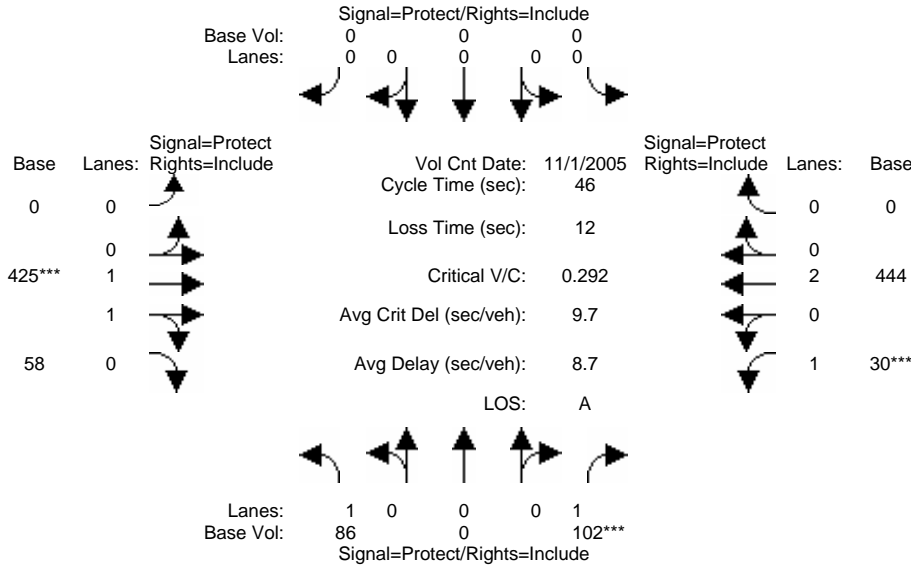 Signal=Protect/Rights=Include
Base Vol: 0 0 0
Lanes: 0 0 0 0 0
Signal=Protect Signal=Protect
Base Lanes: Rights=Include Vol Cnt Date: 11/1/2005 Rights=Include Lanes: Base
Cycle Time (sec): 46
0 0 0 0
Loss Time (sec): 12
0 0
425*** 1 Critical V/C: 0.292 2 444
1 Avg Crit Del (sec/veh): 9.7 0
58 0 Avg Delay (sec/veh): 8.7 1 30***
LOS: A
Lanes: 1 0 0 0 1
Base Vol: 86 0 102***
Signal=Protect/Rights=Include